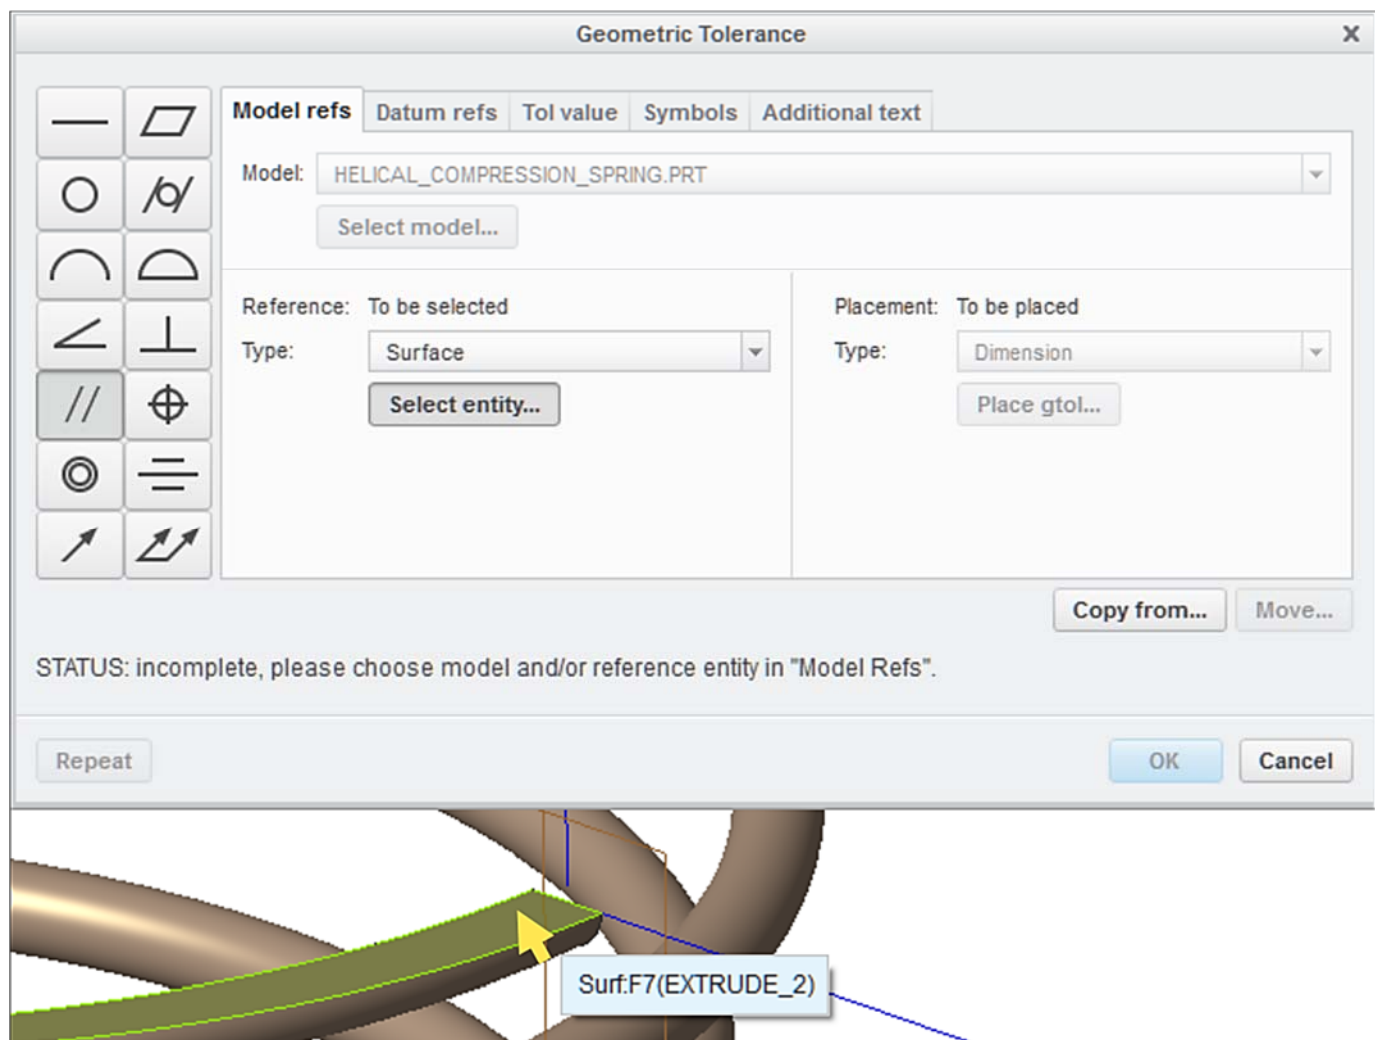 Geometric Tolerance
Model refs Datum refs Tol value Symbols Additional text
Model: HELICAL_COMPRESSION_SPRING.PRT
Select model...
Reference: To be selected
Type: Surface
Select entity...
Placement: To be placed
Type: Dimension
Place gtol...
Copy from... Move...
STATUS: incomplete, please choose model and/or reference entity in "Model Refs".
Repeat OK Cancel
Surf:F7(EXTRUDE_2)